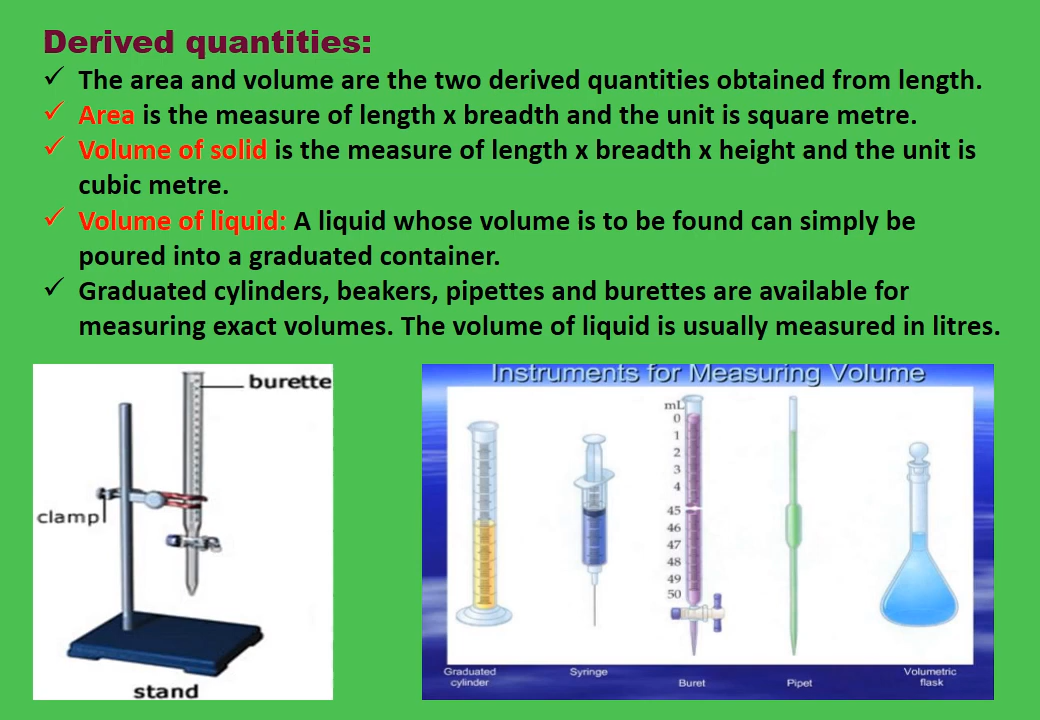 Derived quantities:
✓ The area and volume are the two derived quantities obtained from length.
✓ Area is the measure of length x breadth and the unit is square metre.
✓ Volume of solid is the measure of length x breadth x height and the unit is
cubic metre.
✓ Volume of liquid: A liquid whose volume is to be found can simply be
poured into a graduated container.
✓ Graduated cylinders, beakers, pipettes and burettes are available for
measuring exact volumes. The volume of liquid is usually measured in litres.
burette
clamp
stand
Instruments for Measuring Volume
mL
0
1
2
3
4
45
46
47
48
49
50
Graduated
cylinder
Syringe
Buret
Pipet
Volumetric
flask